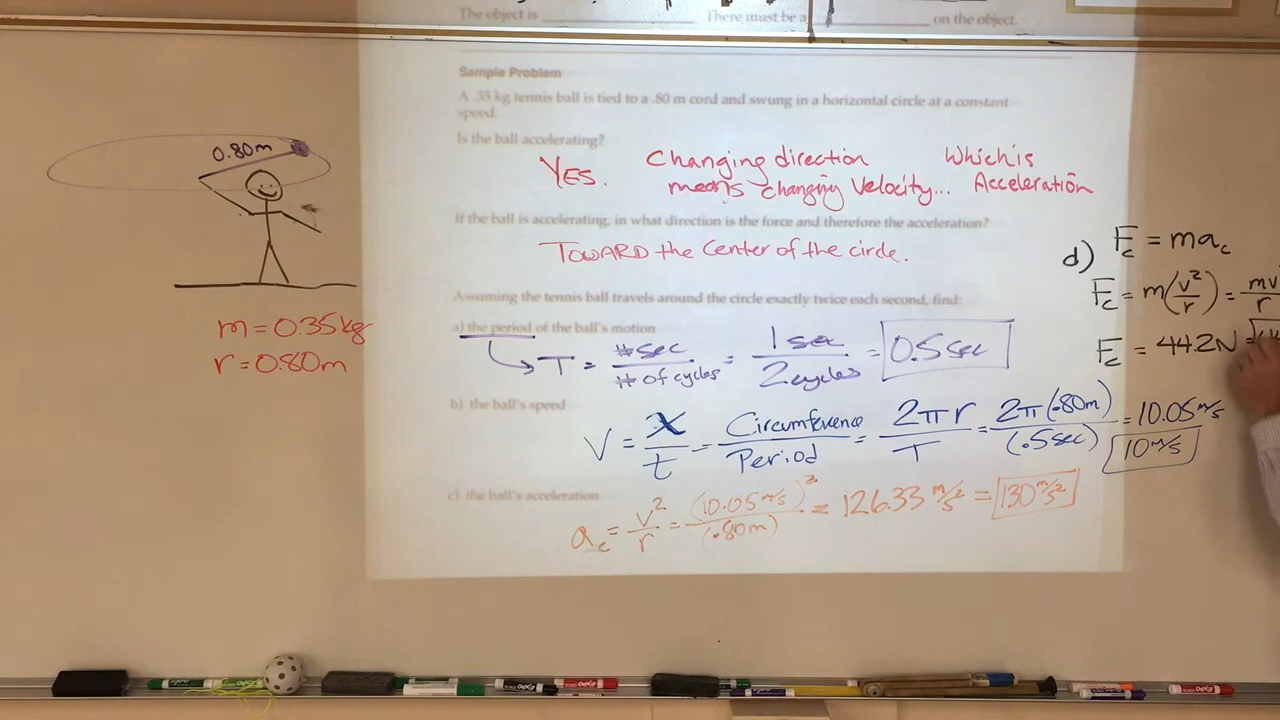 The object is ____________. There must be a ____________ on the object.
Sample Problem
A .35 kg tennis ball is tied to a .80 m cord and swung in a horizontal circle at a constant
speed.
Is the ball accelerating?
YES. Changing direction means changing velocity... Which is Acceleration
If the ball is accelerating, in what direction is the force and therefore the acceleration?
TOWARD the center of the circle.
Assuming the tennis ball travels around the circle exactly twice each second, find:
a) the period of the ball's motion
T = #sec / # of cycles = 1 sec / 2 cycles = 0.5 sec
b) the ball's speed
V = x / t = Circumference / Period = 2πr / T = 2π(.80m) / (.5sec) = 10.05 m/s
10 m/s
c) the ball's acceleration
a_c = v² / r = (10.05 m/s)² / (.80m) = 126.33 m/s² = 130 m/s²
0.80m
m = 0.35kg
r = 0.80m
d) F_c = ma_c
F_c = m(v²/r) = mv / r
F_c = 44.2N =